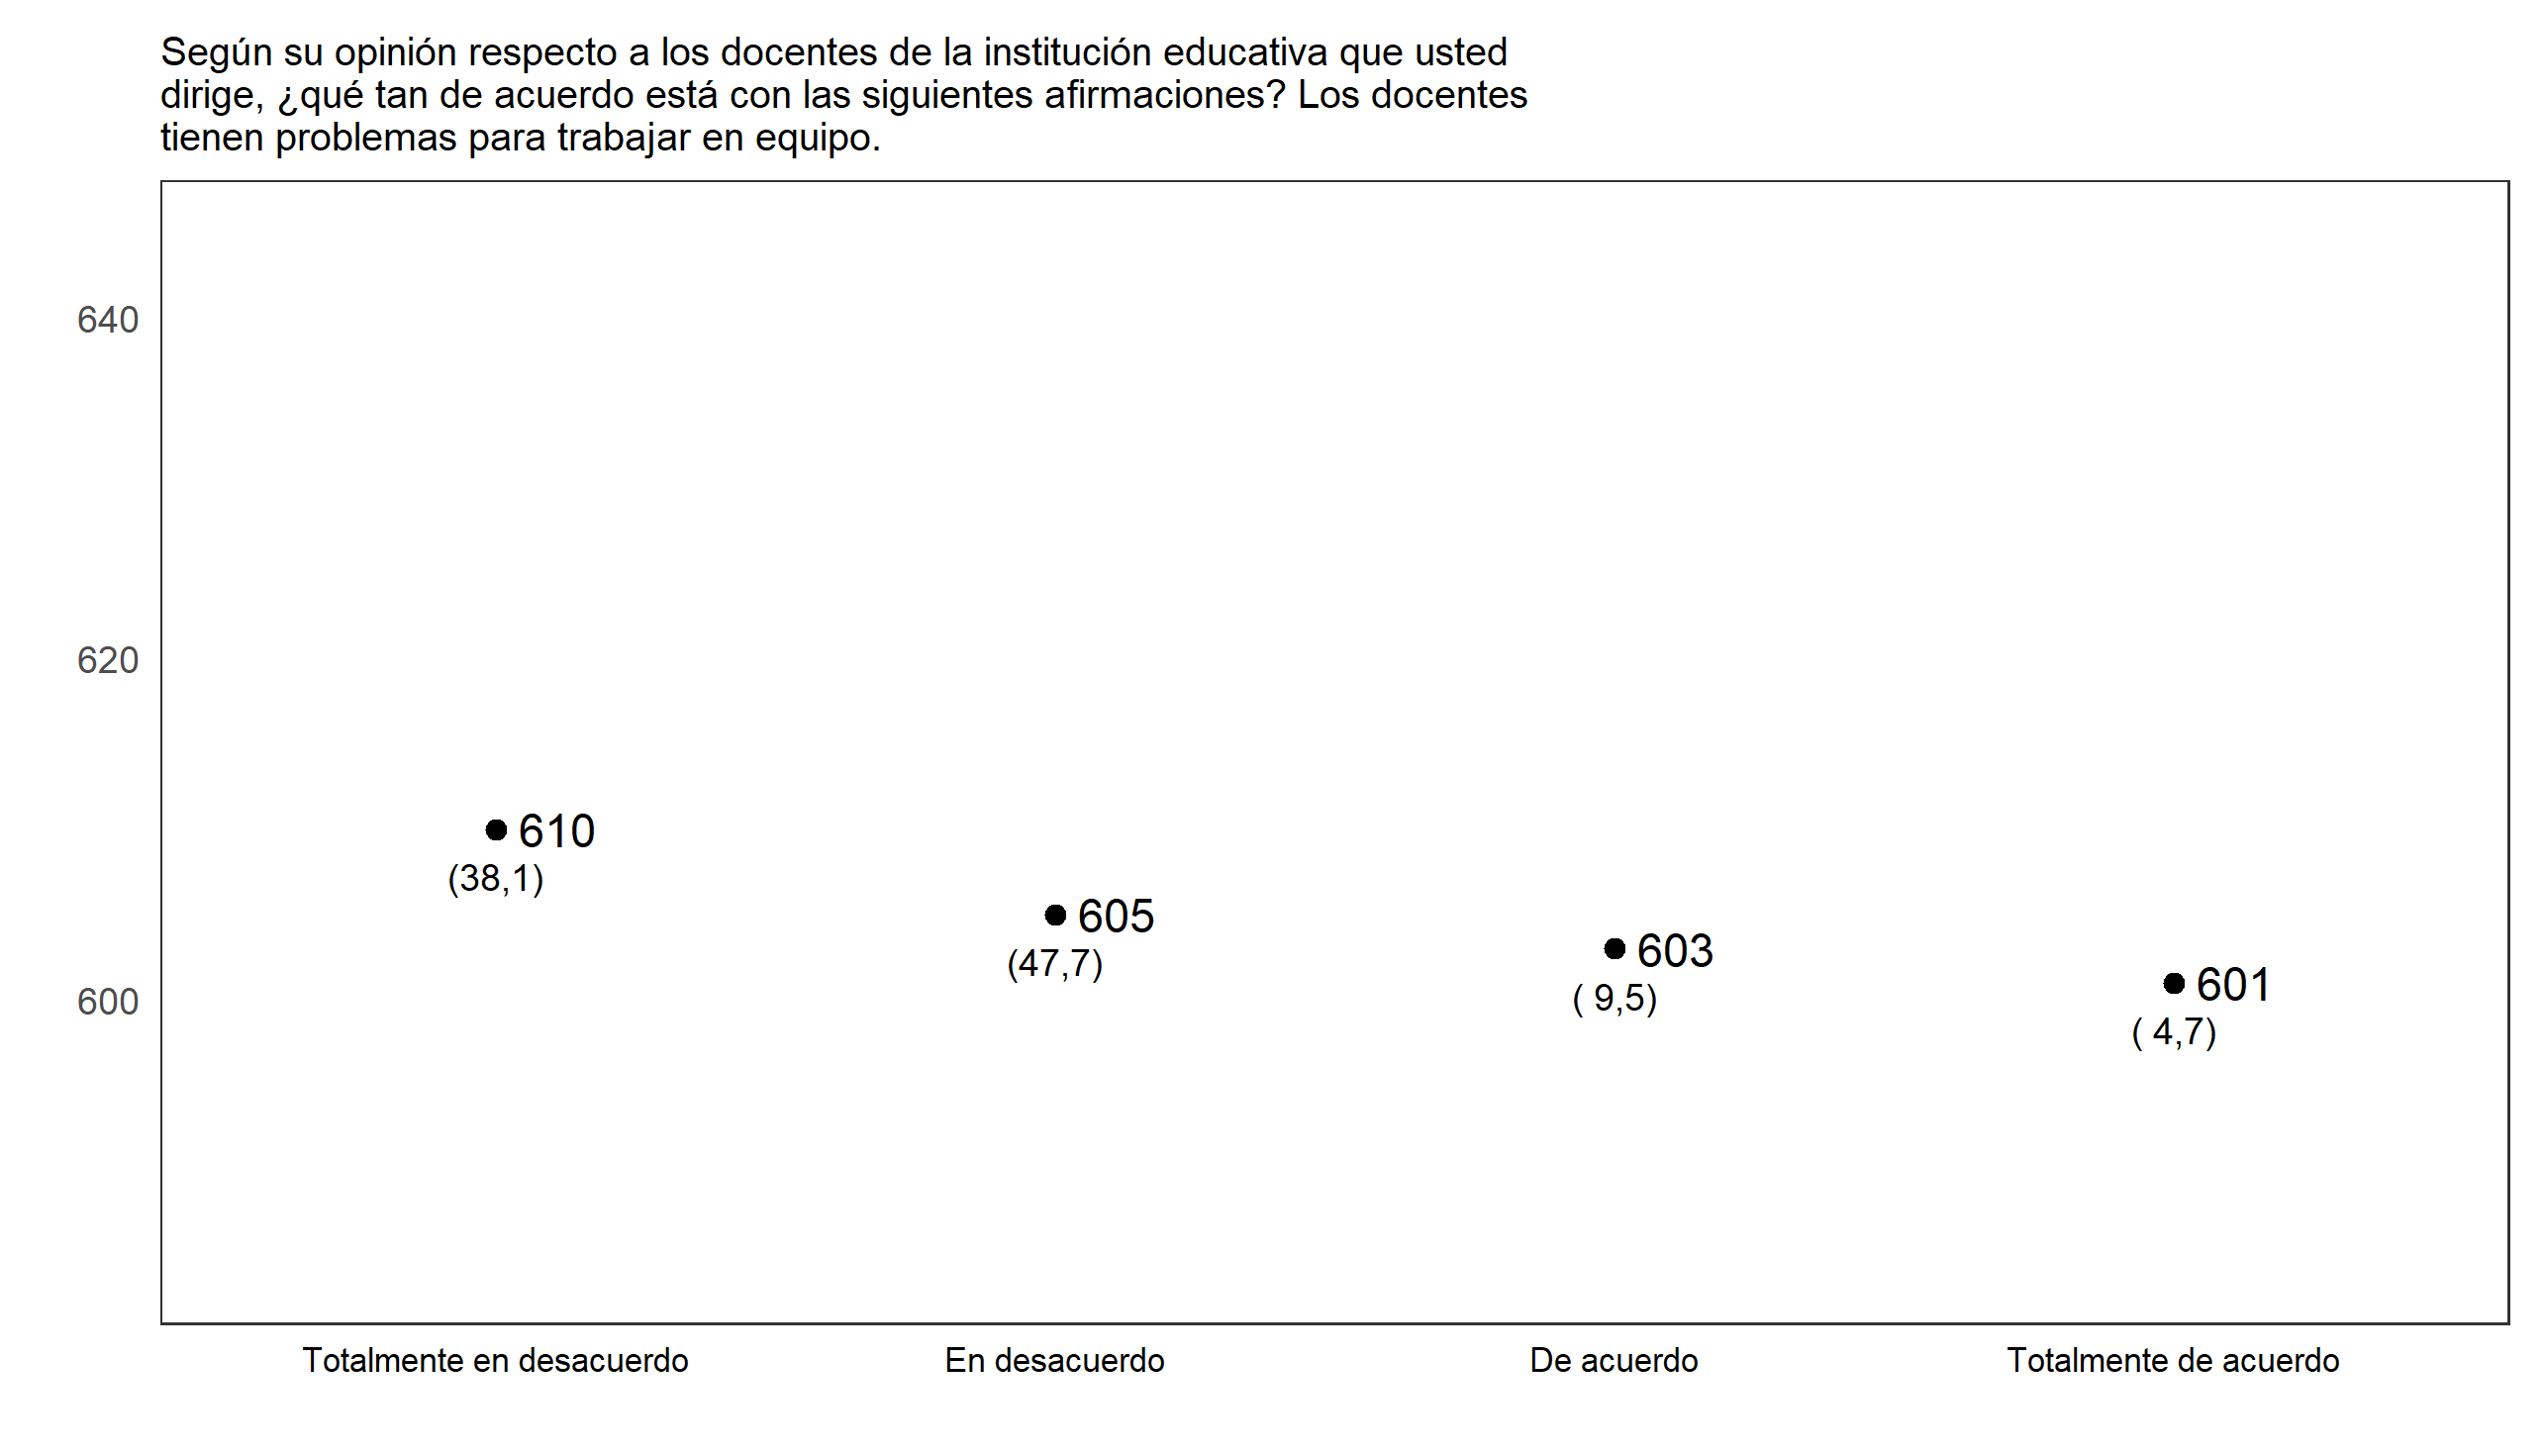 Según su opinión respecto a los docentes de la institución educativa que usted
dirige, ¿qué tan de acuerdo está con las siguientes afirmaciones? Los docentes
tienen problemas para trabajar en equipo.
640
620
600
610
(38,1)
605
(47,7)
603
( 9,5)
601
( 4,7)
Totalmente en desacuerdo
En desacuerdo
De acuerdo
Totalmente de acuerdo